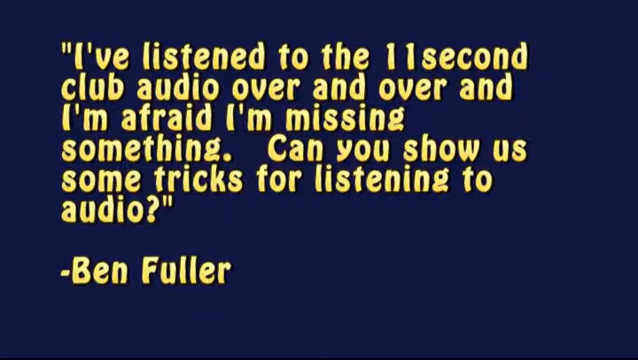 "I've listened to the 11second
club audio over and over and
I'm afraid I'm missing
something.   Can you show us
some tricks for listening to
audio?"
-Ben Fuller